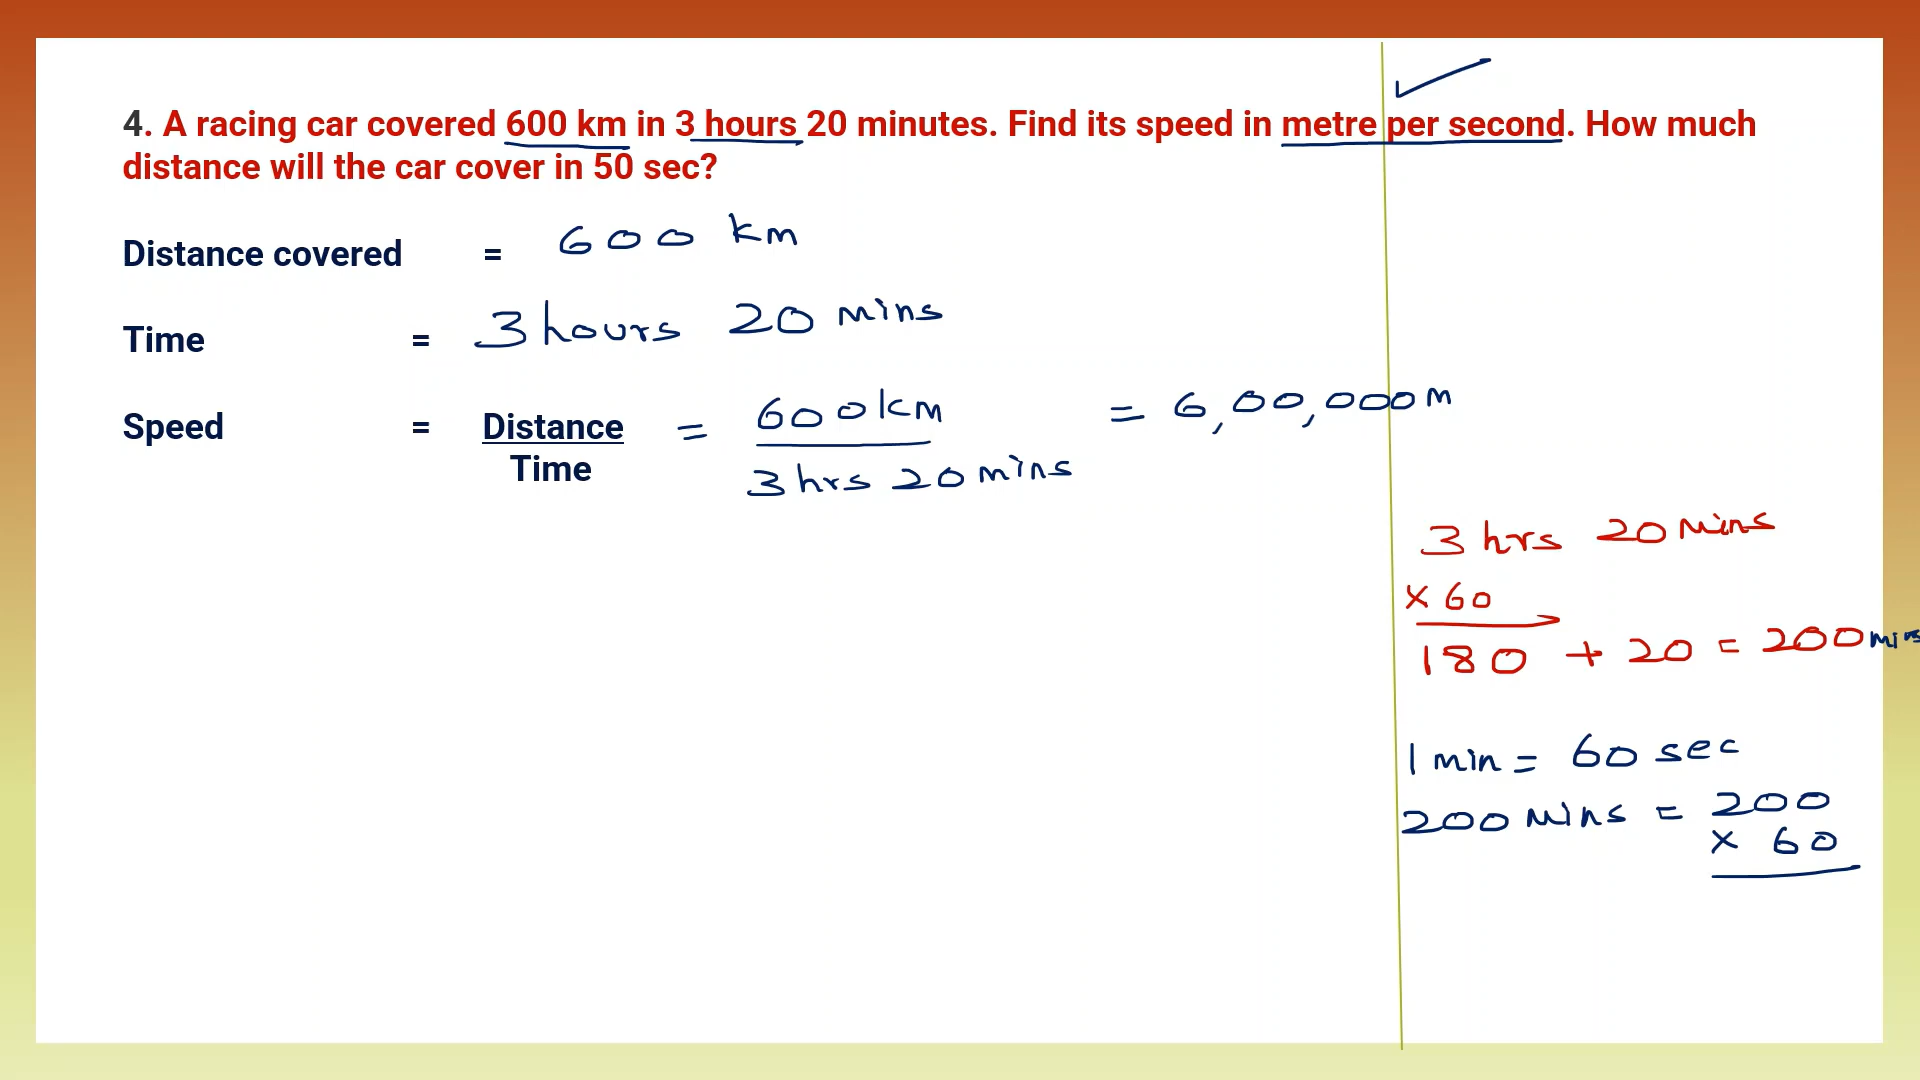 4. A racing car covered 600 km in 3 hours 20 minutes. Find its speed in metre per second. How much
distance will the car cover in 50 sec?
Distance covered = 600 km
Time = 3 hours 20 mins
Speed = Distance = 600 km = 6,00,000 m
Time 3 hrs 20 mins
3 hrs 20 mins
× 60
180 + 20 = 200 mins
1 min = 60 sec
200 mins = 200
× 60